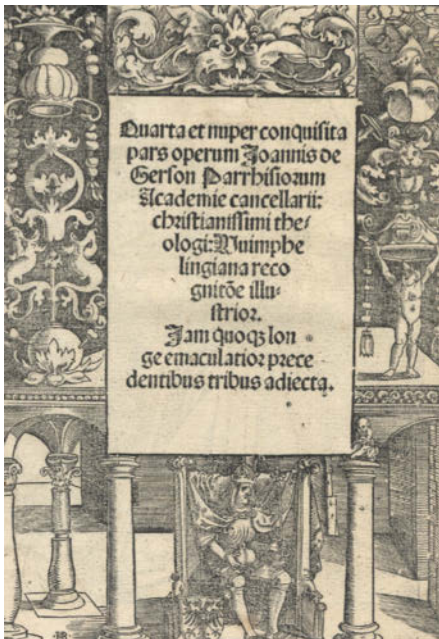 Quarta et nuper conquisita
pars operum Joannis de
Gerson Parrhisiorum
Academie cancellarii:
christianissimi the⸗
ologi: Wuimphe
lingiana reco
gnitõe illu⸗
strior.
Jam quoqꝫ lon
ge emaculatior prece
dentibus tribus adiecta.